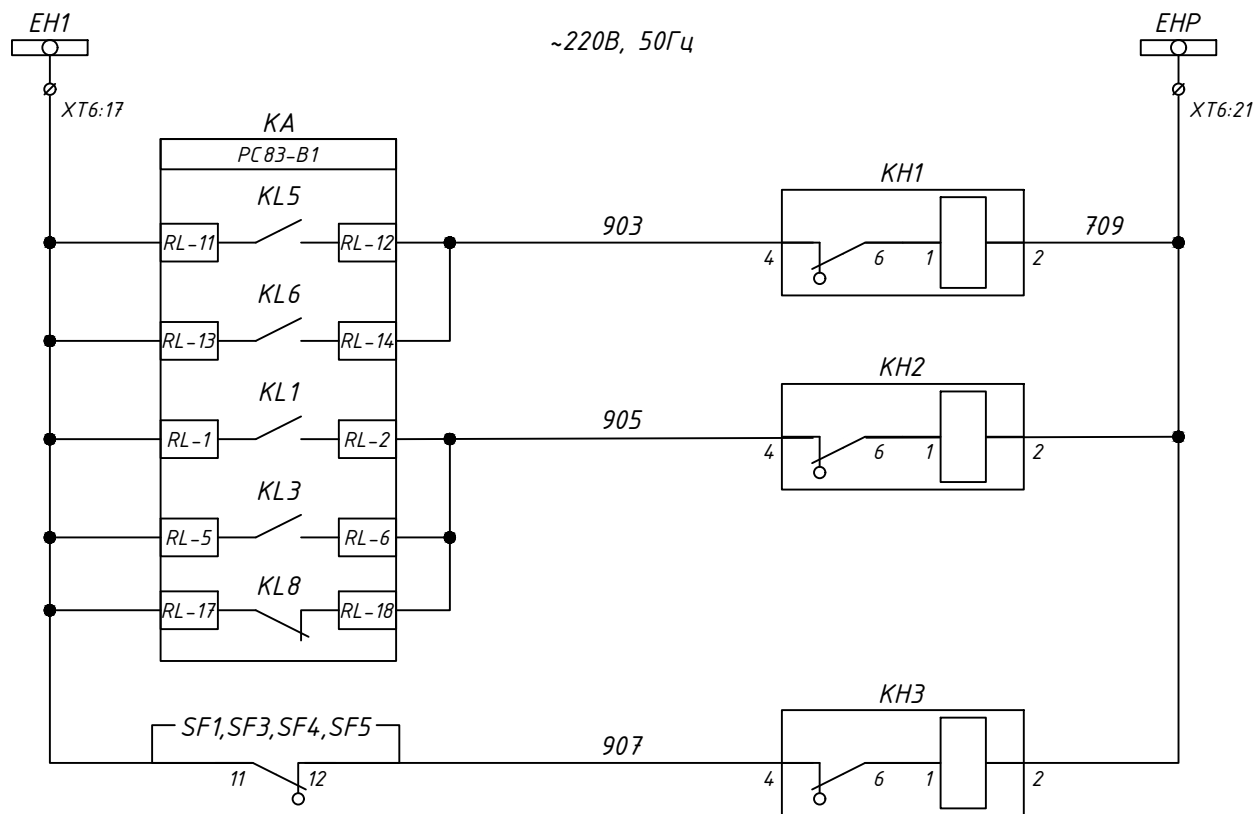 EH1
~220В, 50Гц
EHP
XT6:17
XT6:21
KA
РС83-В1
KL5
RL-11
RL-12
KL6
RL-13
RL-14
KL1
RL-1
RL-2
KL3
RL-5
RL-6
KL8
RL-17
RL-18
903
KH1
4
6
1
2
709
905
KH2
4
6
1
2
SF1,SF3,SF4,SF5
11
12
907
KH3
4
6
1
2